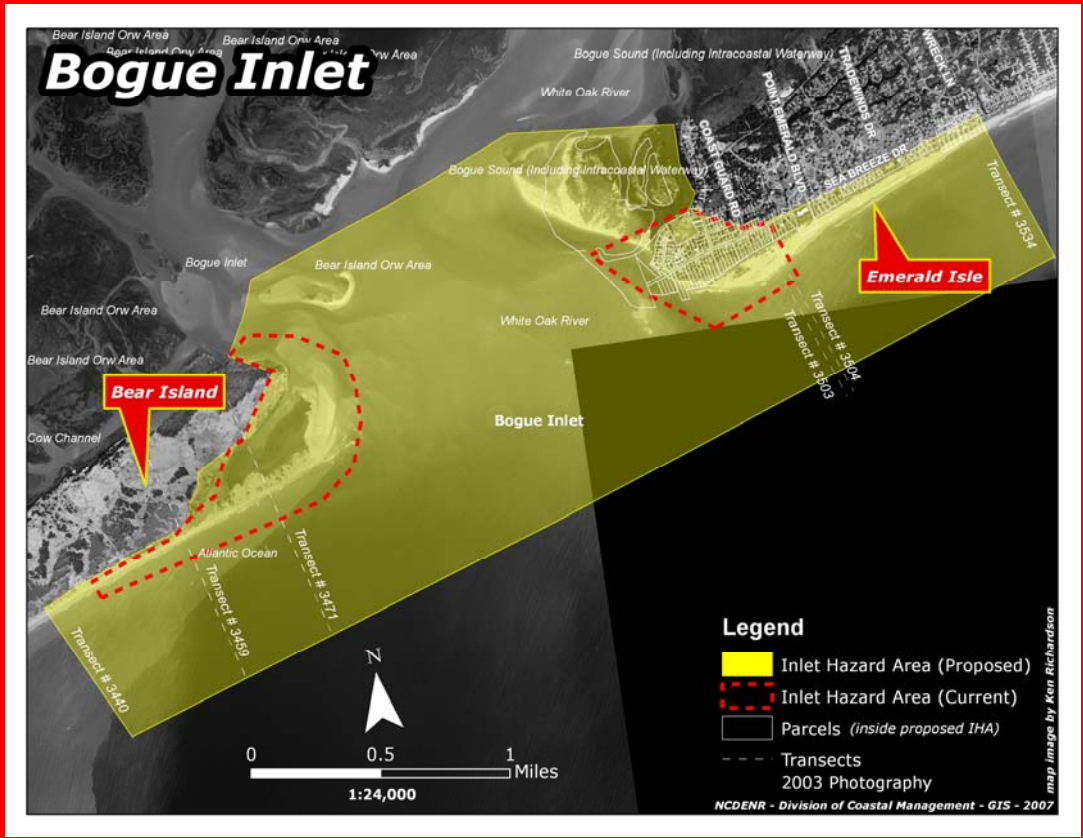 Bear Island Orw Area
Bear Island Orw Area
Bear Island Orw Area
Bogue Inlet
Bogue Sound (Including Intracoastal Waterway)
White Oak River
WRECK LN
TRADEWINDS DR
POINT EMERALD BLVD
COAST GUARD RD
SEA BREEZE DR
Bogue Sound (Including Intracoastal Waterway)
Transect # 3534
Bogue Inlet
Bear Island Orw Area
Emerald Isle
Bear Island Orw Area
White Oak River
Transect # 3504
Transect # 3503
Bear Island Orw Area
Bear Island
Bogue Inlet
Cow Channel
Atlantic Ocean
Transect # 3471
Transect # 3459
Transect # 3440
N
0 0.5 1
Miles
1:24,000
Legend
Inlet Hazard Area (Proposed)
Inlet Hazard Area (Current)
Parcels (inside proposed IHA)
Transects
2003 Photography
map image by Ken Richardson
NCDENR - Division of Coastal Management - GIS - 2007